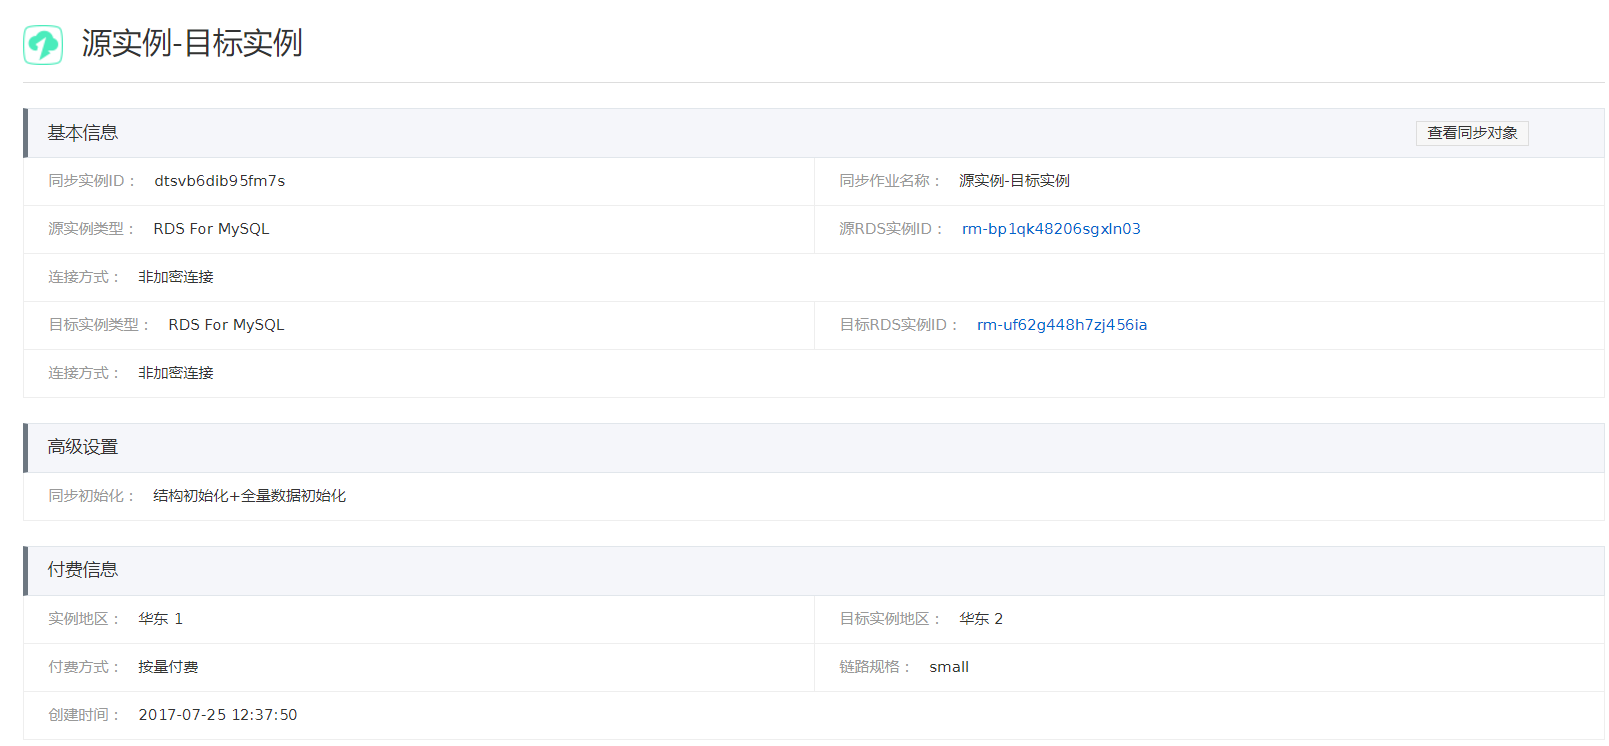 源实例-目标实例
基本信息 查看同步对象
同步实例ID： dtsvb6dib95fm7s 同步作业名称： 源实例-目标实例
源实例类型： RDS For MySQL 源RDS实例ID： rm-bp1qk48206sgxln03
连接方式： 非加密连接
目标实例类型： RDS For MySQL 目标RDS实例ID： rm-uf62g448h7zj456ia
连接方式： 非加密连接
高级设置
同步初始化： 结构初始化+全量数据初始化
付费信息
实例地区： 华东 1 目标实例地区： 华东 2
付费方式： 按量付费 链路规格： small
创建时间： 2017-07-25 12:37:50